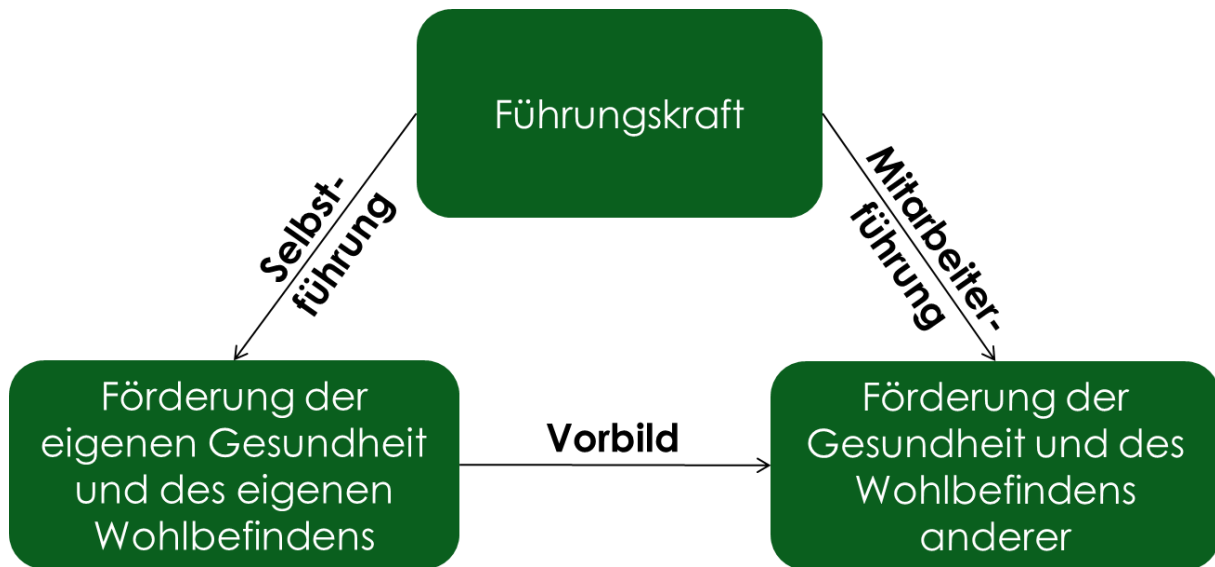 Führungskraft
Selbst-
führung
Mitarbeiter-
führung
Förderung der
eigenen Gesundheit
und des eigenen
Wohlbefindens
Vorbild
Förderung der
Gesundheit und des
Wohlbefindens
anderer